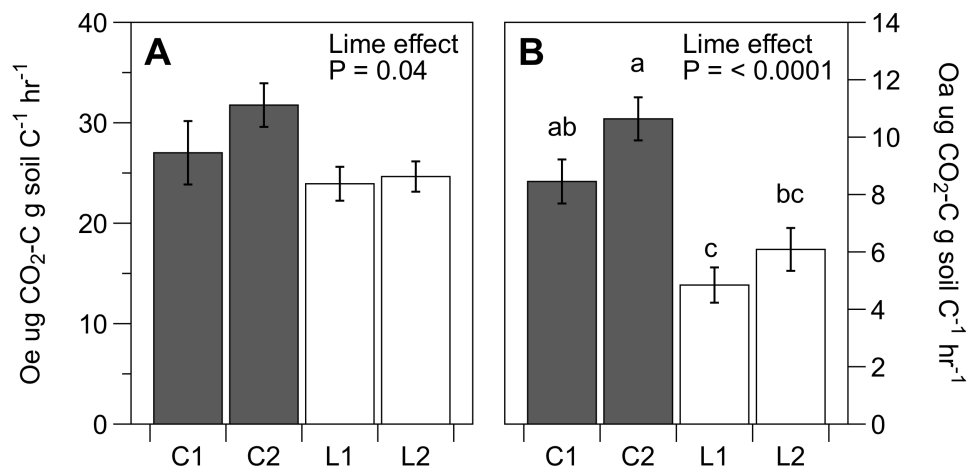 A
Lime effect
P = 0.04
Oe ug CO₂-C g soil C⁻¹ hr⁻¹
40
30
20
10
0
C1 C2 L1 L2
B
Lime effect
P = < 0.0001
ab
a
c
bc
14
12
10
8
6
4
2
0
Oa ug CO₂-C g soil C⁻¹ hr⁻¹
C1 C2 L1 L2